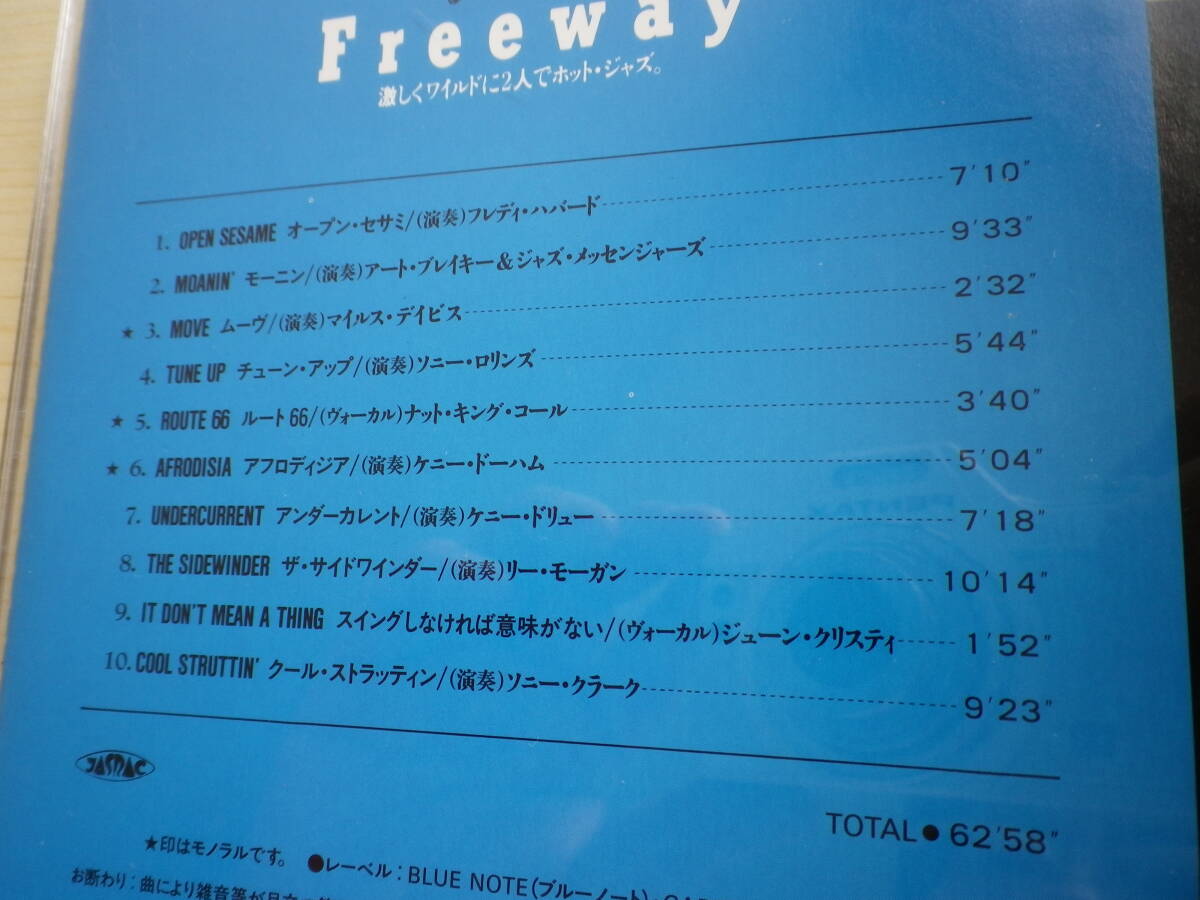 Freeway
激しくワイルドに2人でホット・ジャズ。
1. OPEN SESAME オープン・セサミ/(演奏)フレディ・ハバード 7'10"
2. MOANIN' モーニン/(演奏)アート・ブレイキー&ジャズ・メッセンジャーズ 9'33"
★ 3. MOVE ムーヴ/(演奏)マイルス・デイビス 2'32"
4. TUNE UP チューン・アップ/(演奏)ソニー・ロリンズ 5'44"
★ 5. ROUTE 66 ルート66/(ヴォーカル)ナット・キング・コール 3'40"
★ 6. AFRODISIA アフロディジア/(演奏)ケニー・ドーハム 5'04"
7. UNDERCURRENT アンダーカレント/(演奏)ケニー・ドリュー 7'18"
8. THE SIDEWINDER ザ・サイドワインダー/(演奏)リー・モーガン 10'14"
9. IT DON'T MEAN A THING スイングしなければ意味がない/(ヴォーカル)ジューン・クリスティ 1'52"
10. COOL STRUTTIN' クール・ストラッティン/(演奏)ソニー・クラーク 9'23"
JASRAC
TOTAL● 62'58"
★印はモノラルです。 ●レーベル:BLUE NOTE(ブルーノート)
お断わり:曲により雑音等が